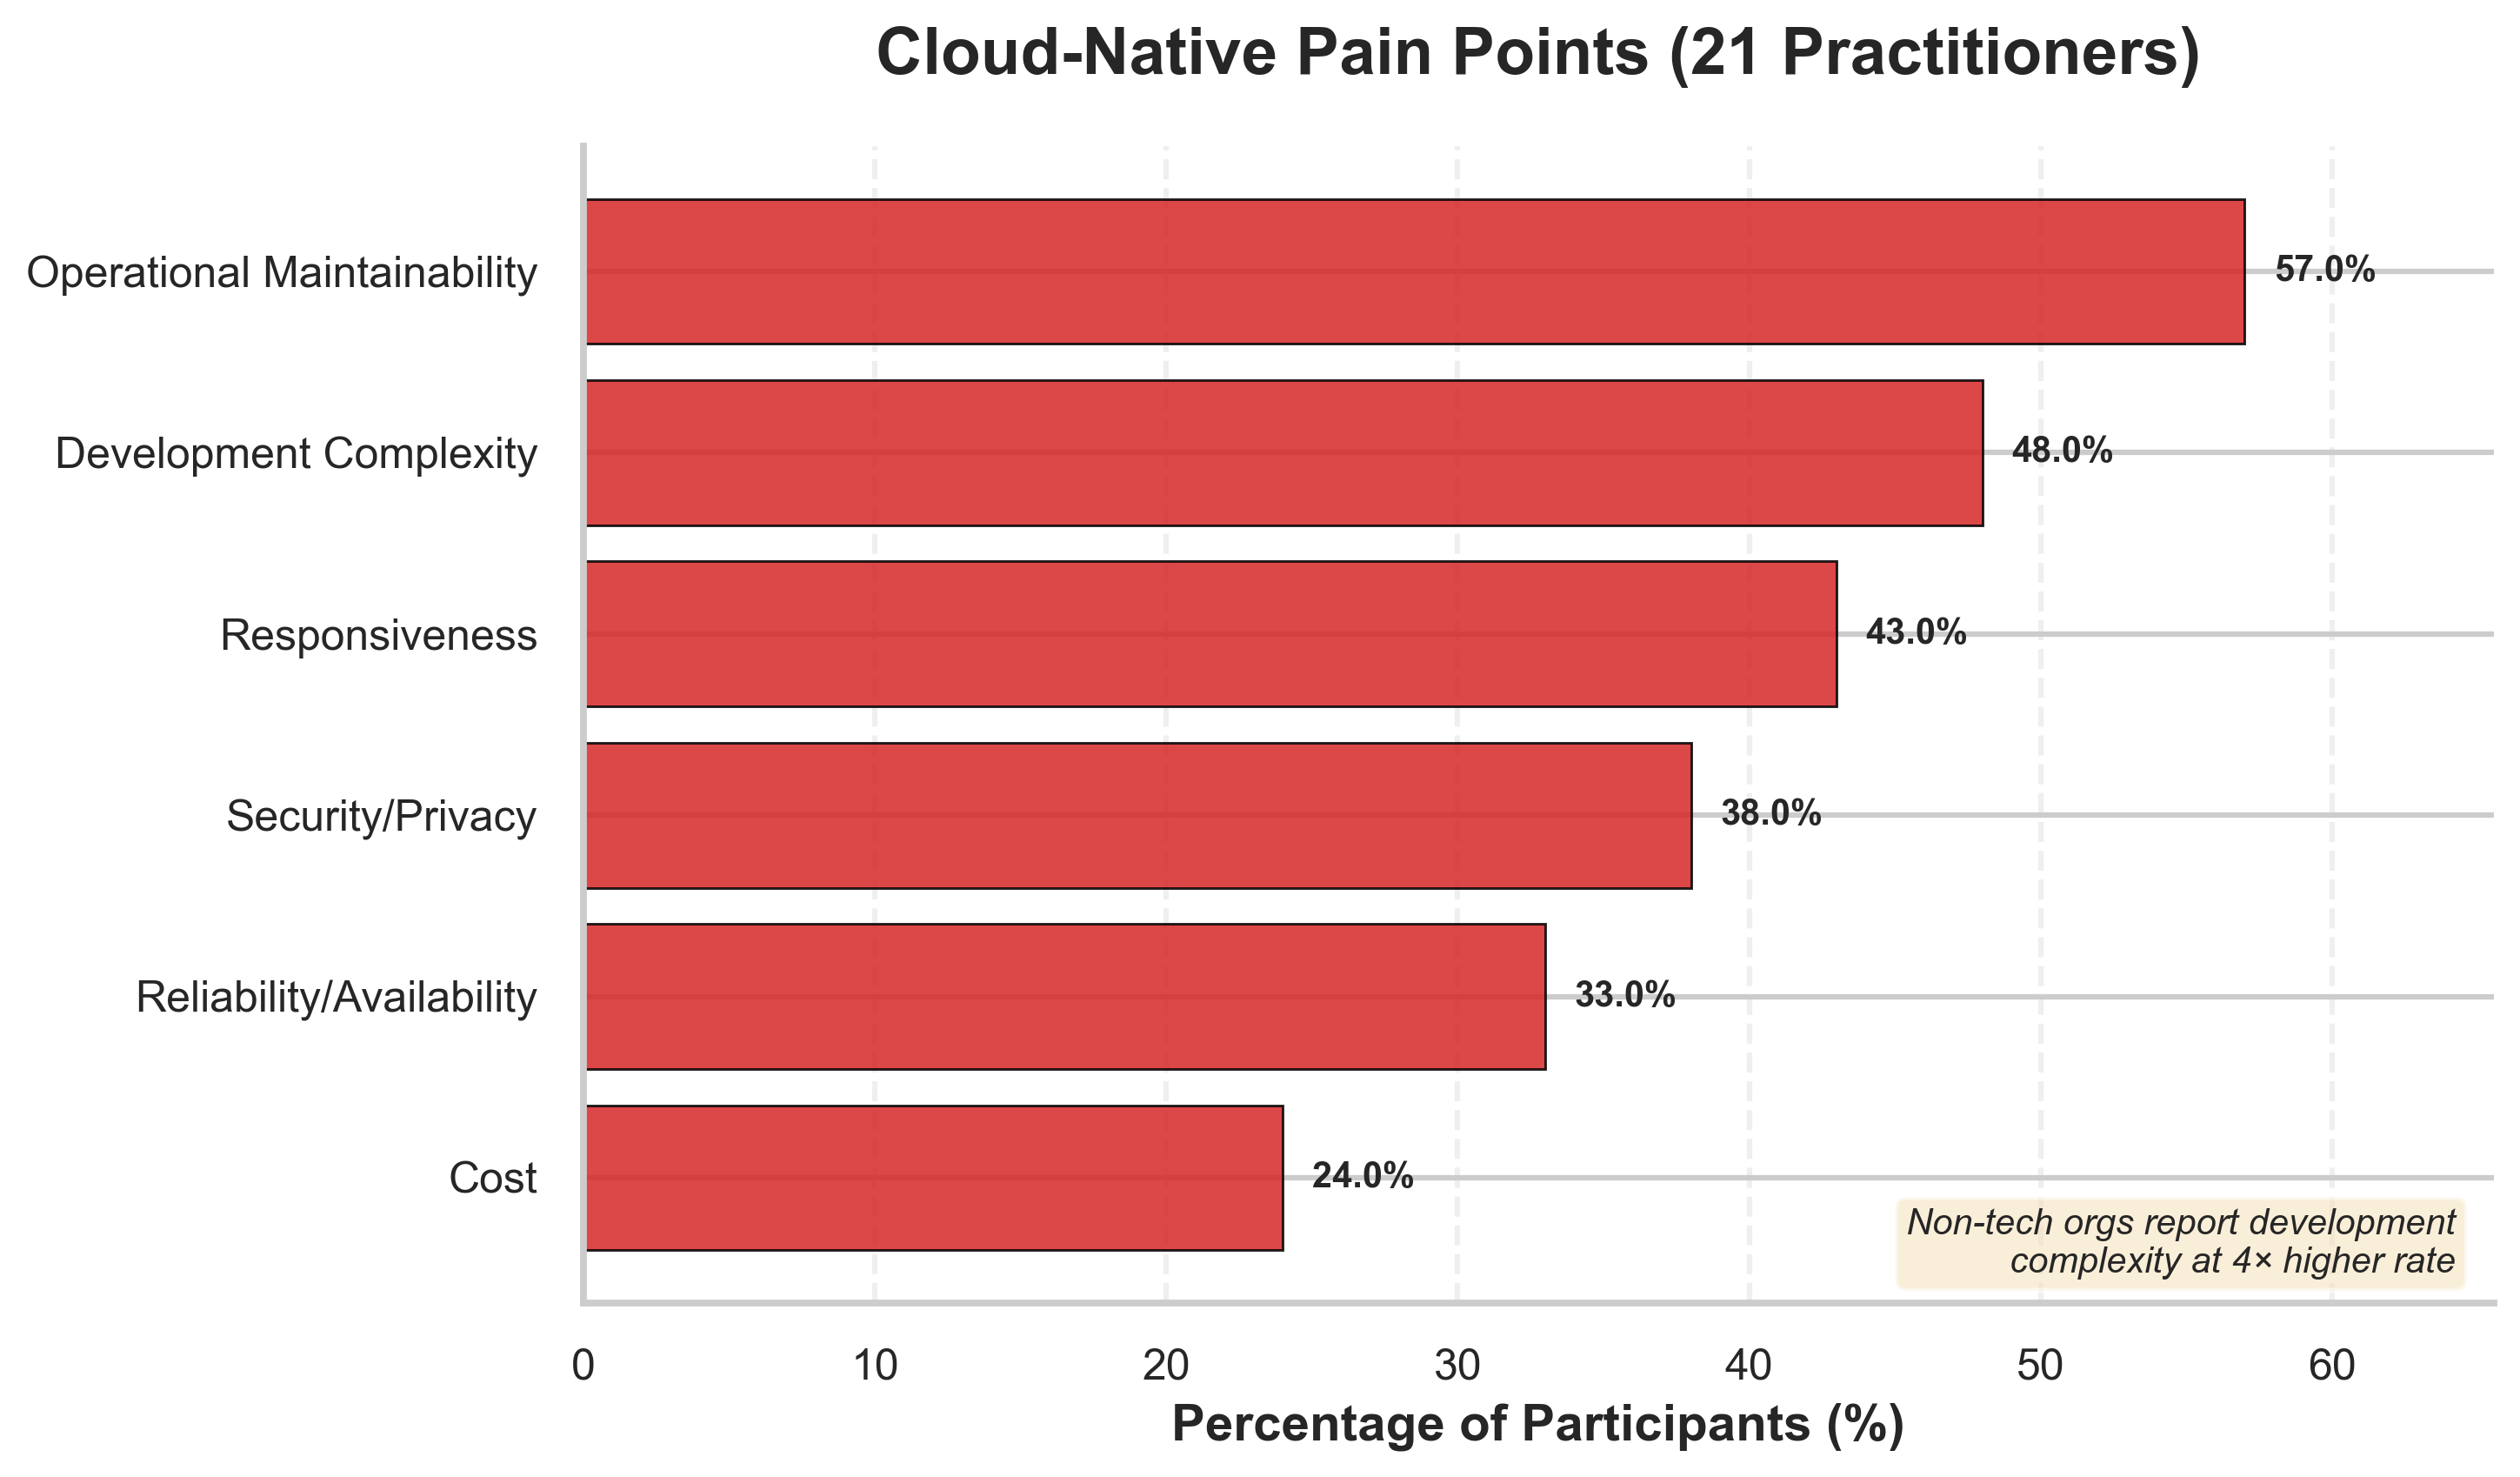 Cloud-Native Pain Points (21 Practitioners)
Operational Maintainability
57.0%
Development Complexity
48.0%
Responsiveness
43.0%
Security/Privacy
38.0%
Reliability/Availability
33.0%
Cost
24.0%
Non-tech orgs report development
complexity at 4× higher rate
0 10 20 30 40 50 60
Percentage of Participants (%)